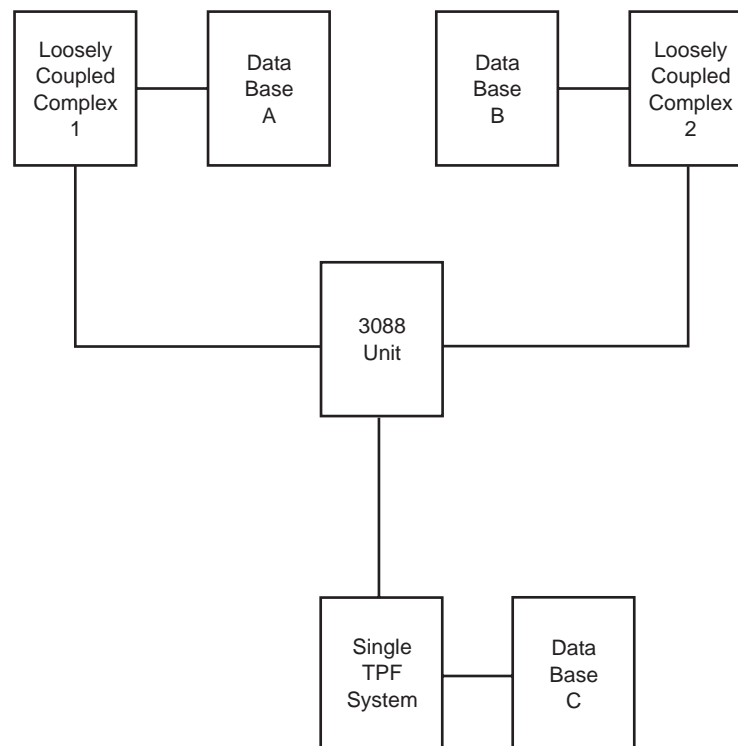 Loosely
Coupled
Complex
1
Data
Base
A
Data
Base
B
Loosely
Coupled
Complex
2
3088
Unit
Single
TPF
System
Data
Base
C